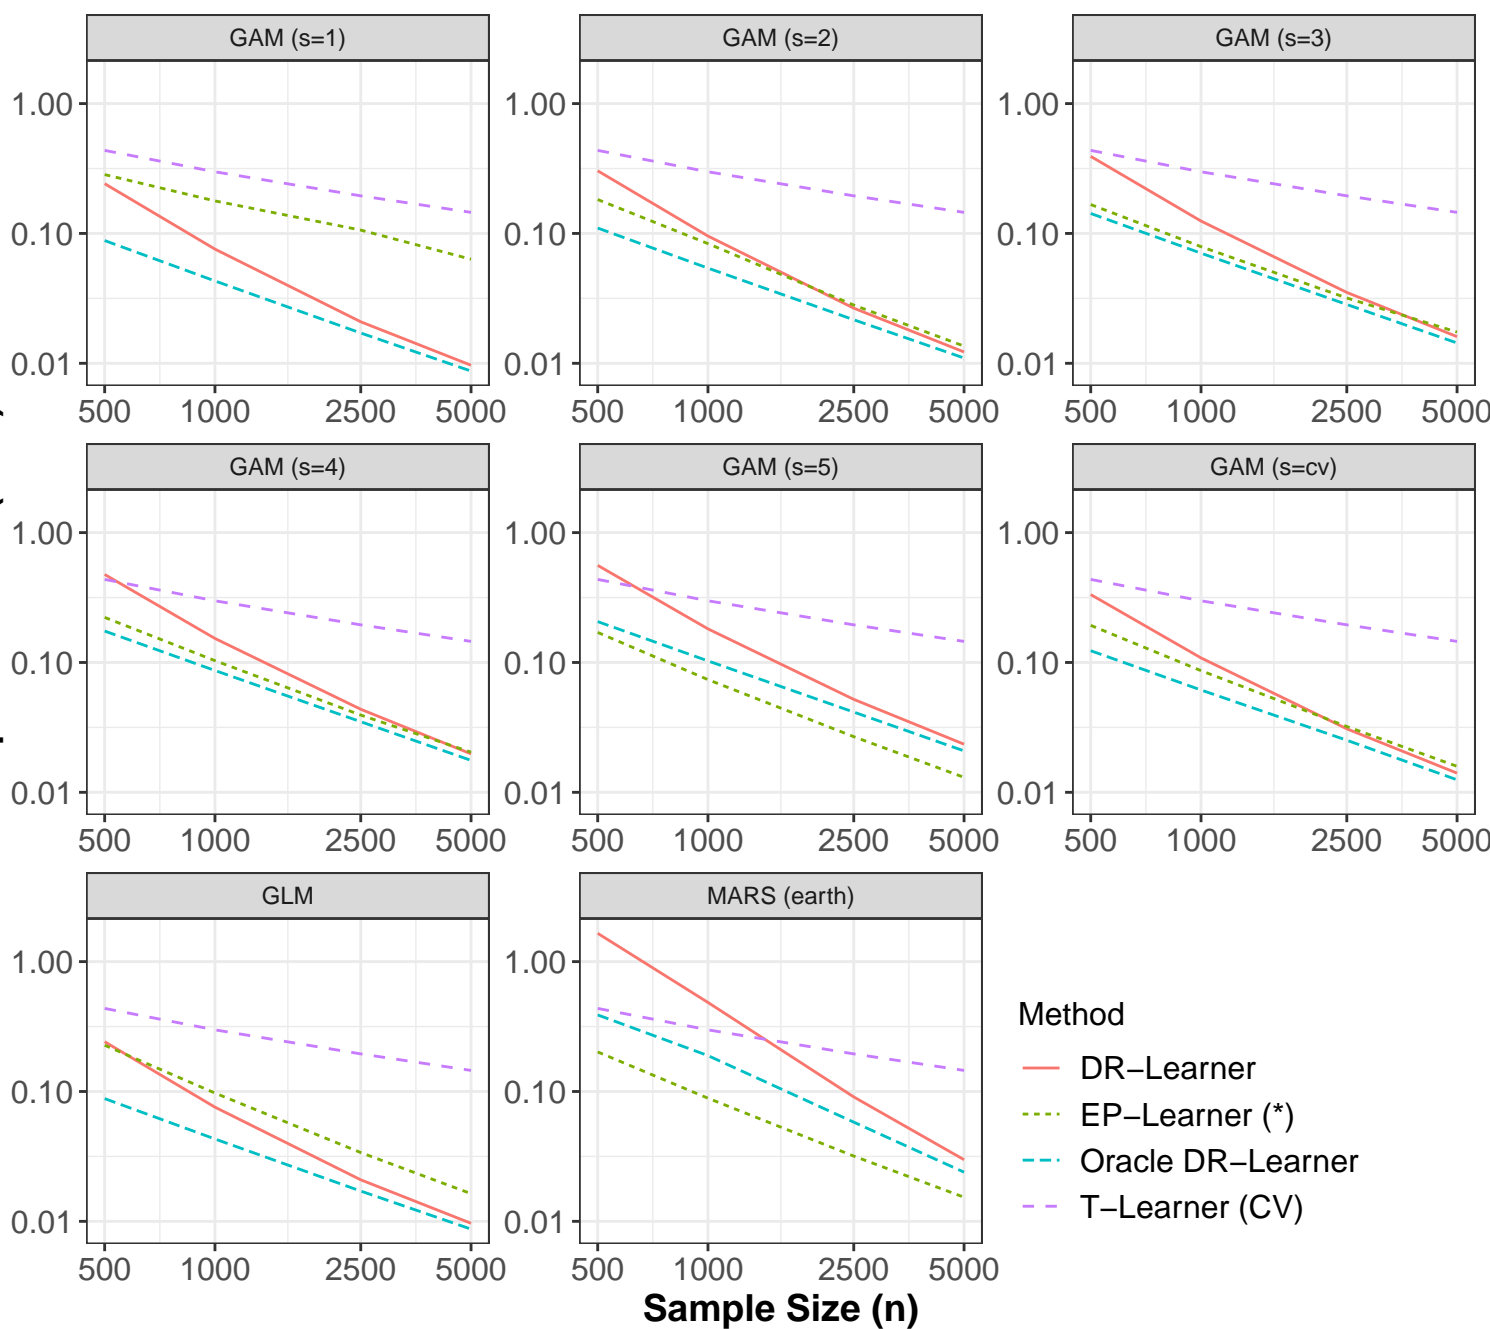 GAM (s=1)
GAM (s=2)
GAM (s=3)
1.00
0.10
0.01
500 1000 2500 5000
1.00
0.10
0.01
500 1000 2500 5000
1.00
0.10
0.01
500 1000 2500 5000
GAM (s=4)
GAM (s=5)
GAM (s=cv)
1.00
0.10
0.01
500 1000 2500 5000
1.00
0.10
0.01
500 1000 2500 5000
1.00
0.10
0.01
500 1000 2500 5000
GLM
MARS (earth)
1.00
0.10
0.01
500 1000 2500 5000
1.00
0.10
0.01
500 1000 2500 5000
Sample Size (n)
Method
DR−Learner
EP−Learner (*)
Oracle DR−Learner
T−Learner (CV)